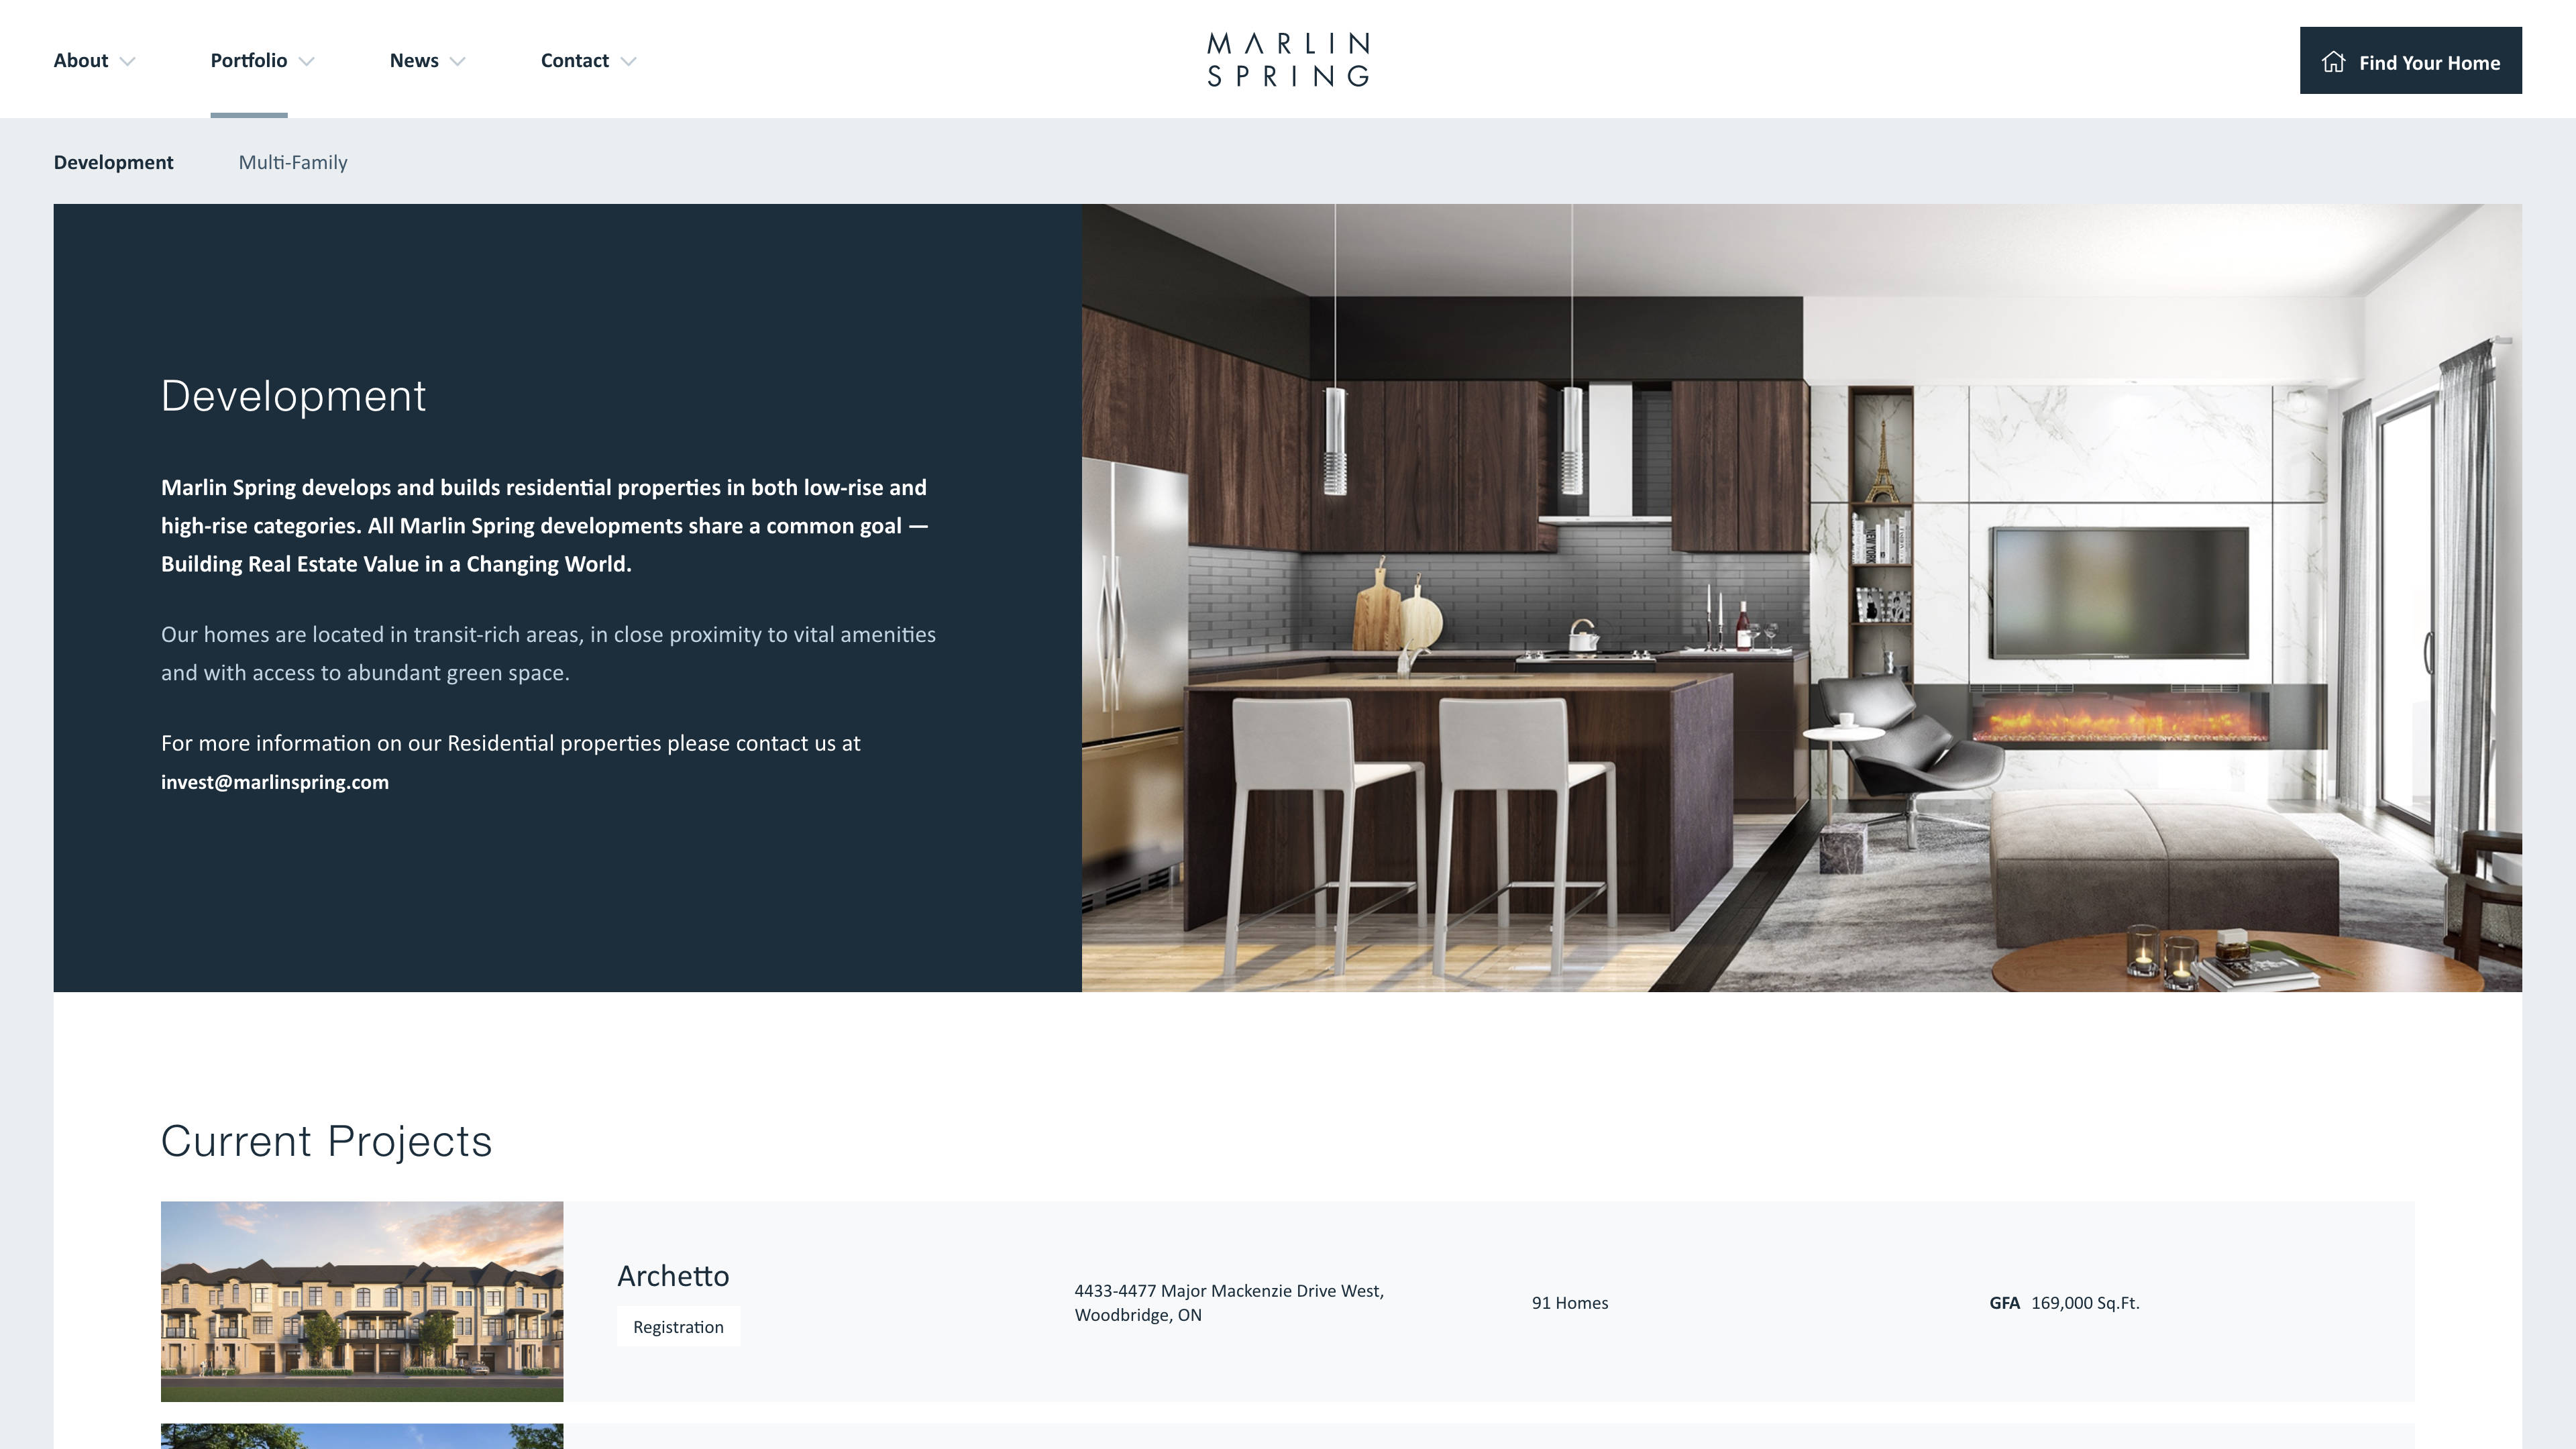 About
Portfolio
News
Contact
MARLIN
SPRING
Find Your Home
Development
Multi-Family
Development
Marlin Spring develops and builds residential properties in both low-rise and
high-rise categories. All Marlin Spring developments share a common goal —
Building Real Estate Value in a Changing World.
Our homes are located in transit-rich areas, in close proximity to vital amenities
and with access to abundant green space.
For more information on our Residential properties please contact us at
invest@marlinspring.com
NEW YORK
Current Projects
Archetto
Registration
4433-4477 Major Mackenzie Drive West,
Woodbridge, ON
91 Homes
GFA 169,000 Sq.Ft.